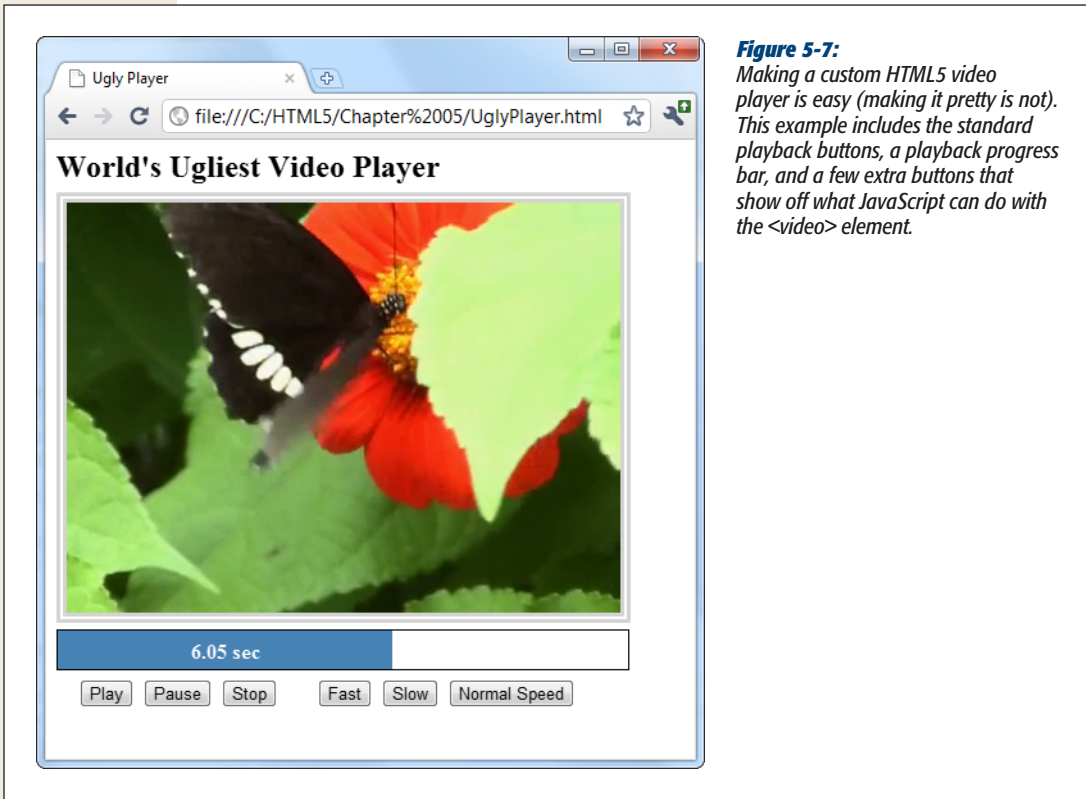 Ugly Player
file:///C:/HTML5/Chapter%2005/UglyPlayer.html
World's Ugliest Video Player
6.05 sec
Play Pause Stop Fast Slow Normal Speed
Figure 5-7:
Making a custom HTML5 video
player is easy (making it pretty is not).
This example includes the standard
playback buttons, a playback progress
bar, and a few extra buttons that
show off what JavaScript can do with
the <video> element.